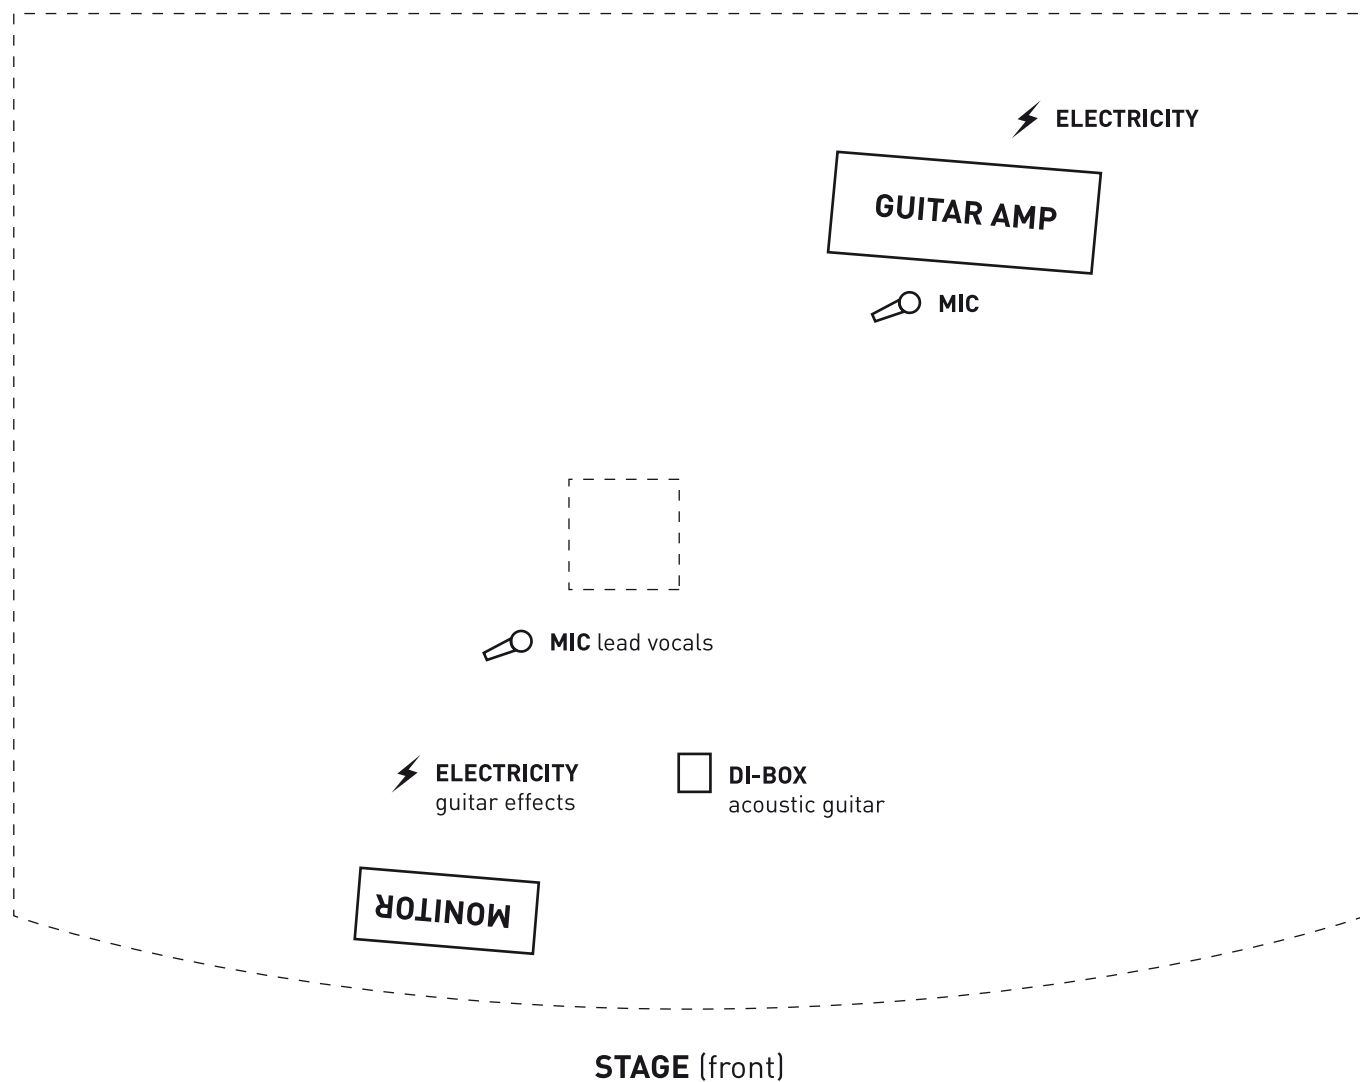 ELECTRICITY
GUITAR AMP
MIC
MIC lead vocals
ELECTRICITY
guitar effects
DI-BOX
acoustic guitar
MONITOR
STAGE (front)